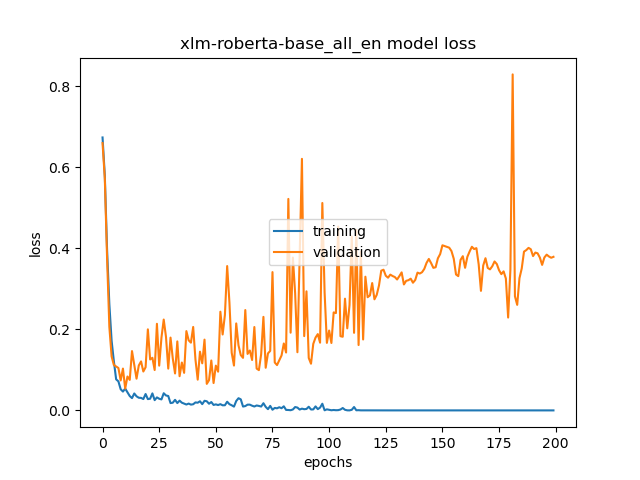 xlm-roberta-base_all_en model loss
loss
0.8
0.6
0.4
0.2
0.0
training
validation
0 25 50 75 100 125 150 175 200
epochs